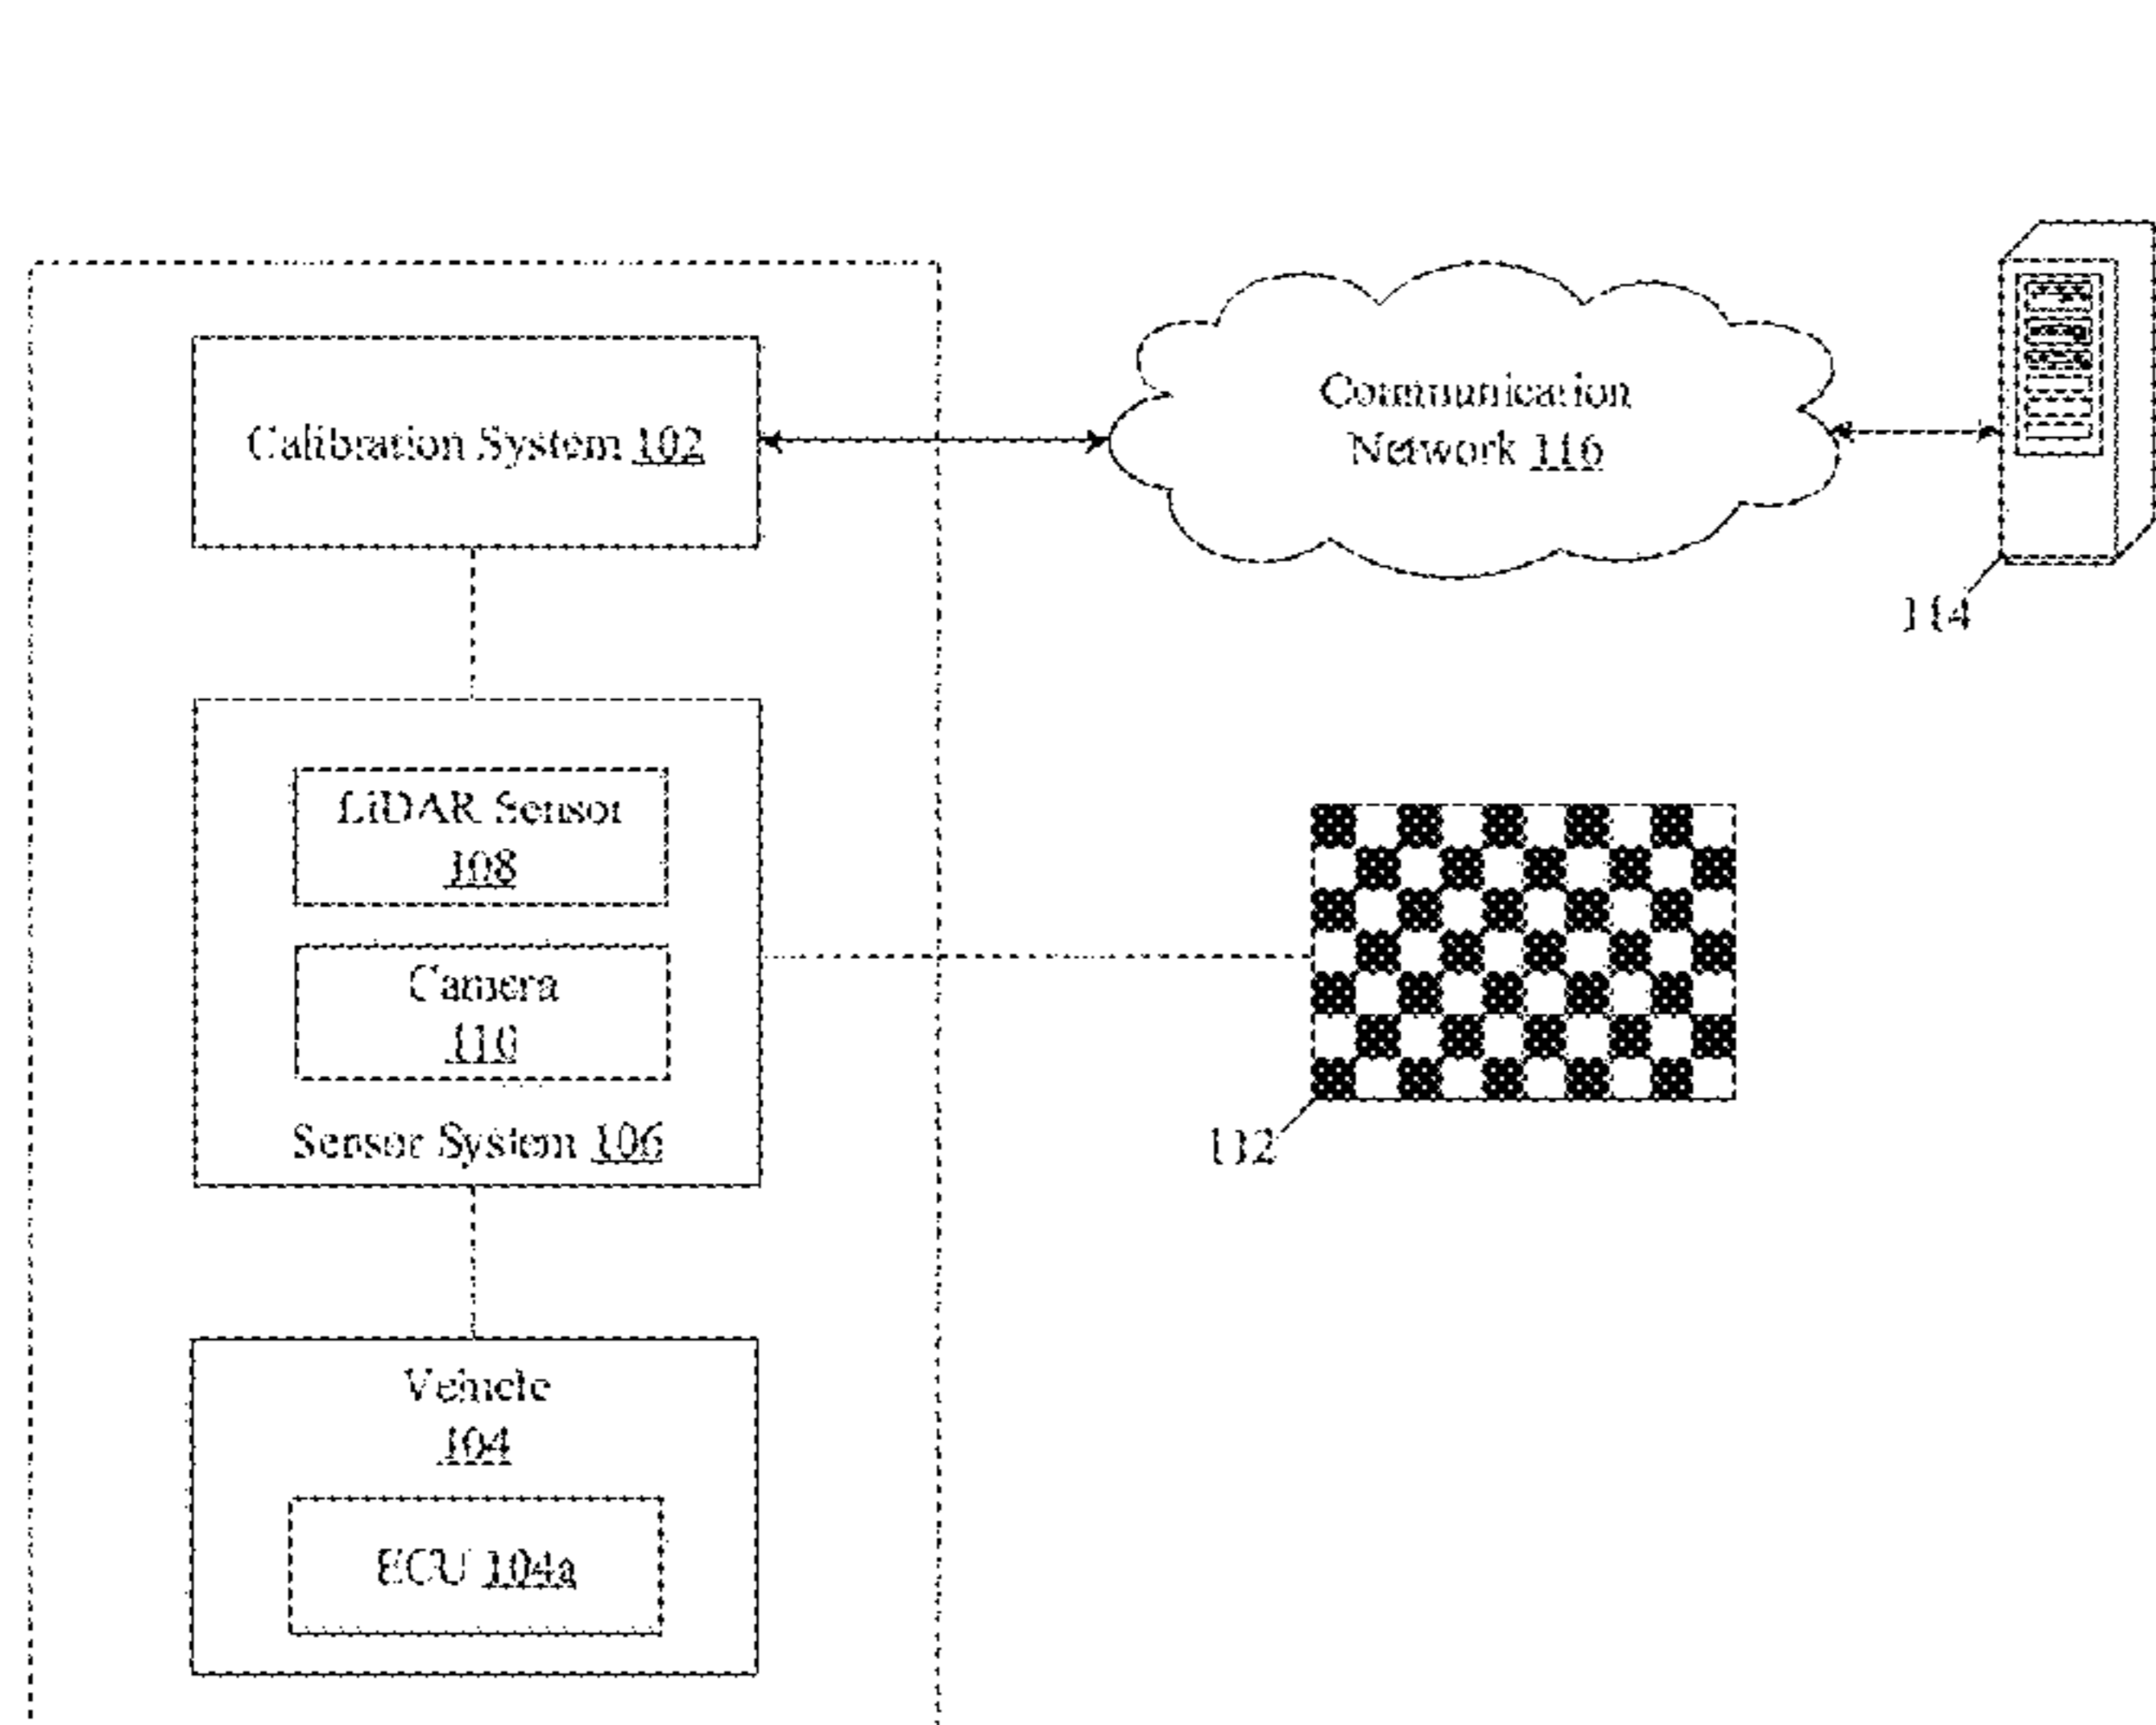 Calibration System 102
Communication
Network 116
114
LiDAR Sensor
108
Camera
110
Sensor System 106
112
Vehicle
104
ECU 104a